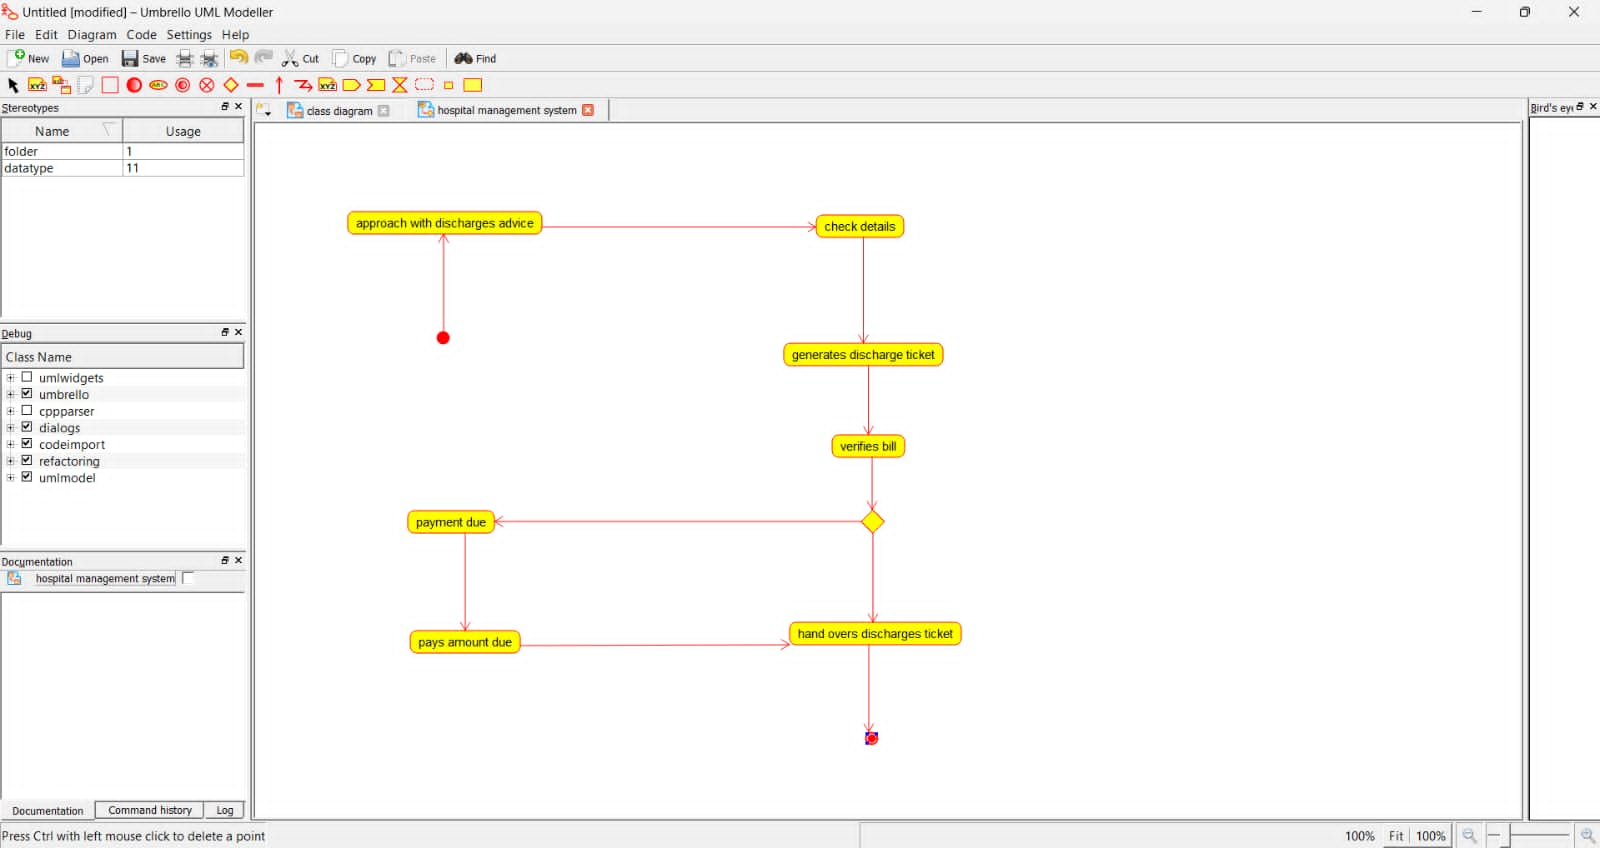 Untitled [modified] – Umbrello UML Modeller
File Edit Diagram Code Settings Help
New Open Save Cut Copy Paste Find
Stereotypes
class diagram
hospital management system
Bird's eye
Name Usage
folder 1
datatype 11
approach with discharges advice
check details
Debug
Class Name
generates discharge ticket
umlwidgets
umbrello
cppparser
dialogs
codeimport
refactoring
umlmodel
verifies bill
payment due
Documentation
hospital management system
hand overs discharges ticket
pays amount due
Documentation Command history Log
Press Ctrl with left mouse click to delete a point
100% Fit 100%